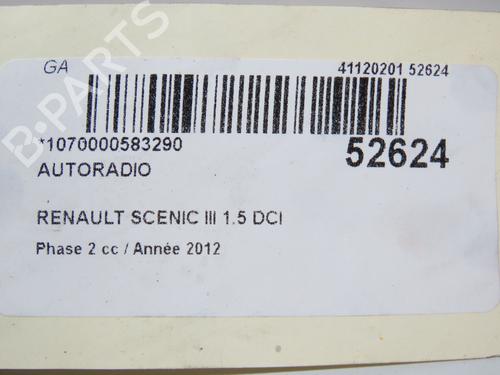 GA
41120201 52624
*1070000583290
52624
AUTORADIO
RENAULT SCENIC III 1.5 DCI
Phase 2 cc / Année 2012
B-PARTS